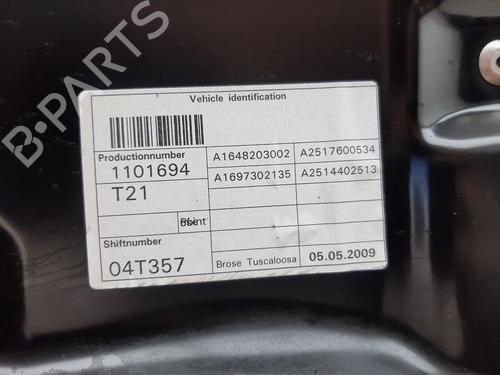 B-PARTS
Vehicle identification
Productionnumber
1101694
T21
A1648203002 A2517600534
A1697302135 A2514402513
Shiftnumber
04T357
Brose Tuscaloosa 05.05.2009